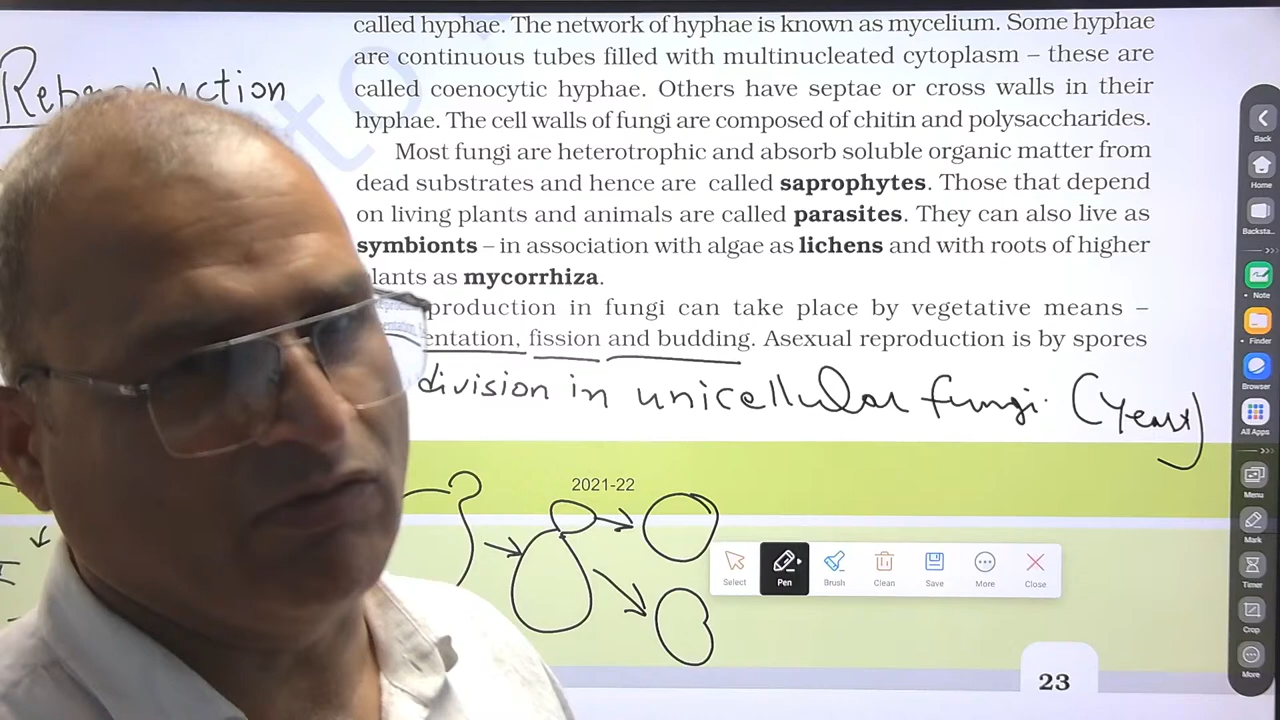 called hyphae. The network of hyphae is known as mycelium. Some hyphae
are continuous tubes filled with multinucleated cytoplasm – these are
called coenocytic hyphae. Others have septae or cross walls in their
hyphae. The cell walls of fungi are composed of chitin and polysaccharides.
Most fungi are heterotrophic and absorb soluble organic matter from
dead substrates and hence are called saprophytes. Those that depend
on living plants and animals are called parasites. They can also live as
symbionts – in association with algae as lichens and with roots of higher
lants as mycorrhiza.
production in fungi can take place by vegetative means –
entation, fission and budding. Asexual reproduction is by spores
Reproduction
division in unicellular fungi. (Yeast)
2021-22
23
Select
Pen
Brush
Clean
Save
More
Close
Back
Home
Backsta..
Note
Finder
Browser
All Apps
Menu
Mark
Timer
Crop
More